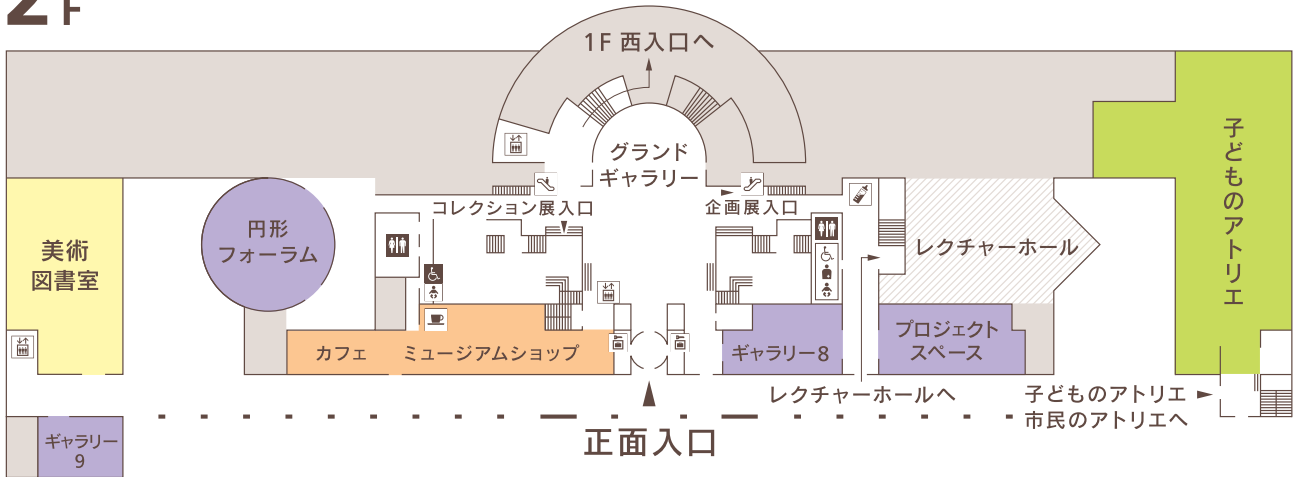 2F
1F 西入口へ
グランド
ギャラリー
コレクション展入口
企画展入口
美術
図書室
円形
フォーラム
レクチャーホール
子どものアトリエ
カフェ
ミュージアムショップ
ギャラリー8
プロジェクト
スペース
レクチャーホールへ
子どものアトリエ
市民のアトリエへ
正面入口
ギャラリー
9